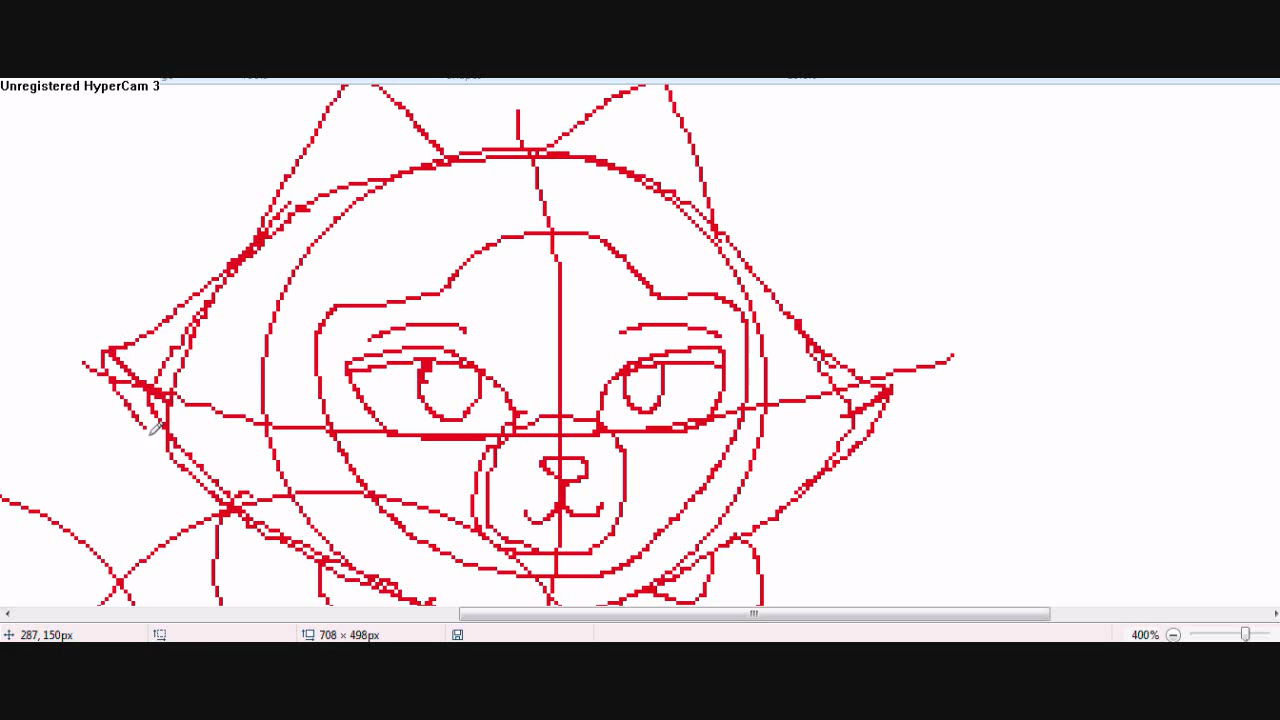 Unregistered HyperCam 3
287, 150px
708 × 498px
400%